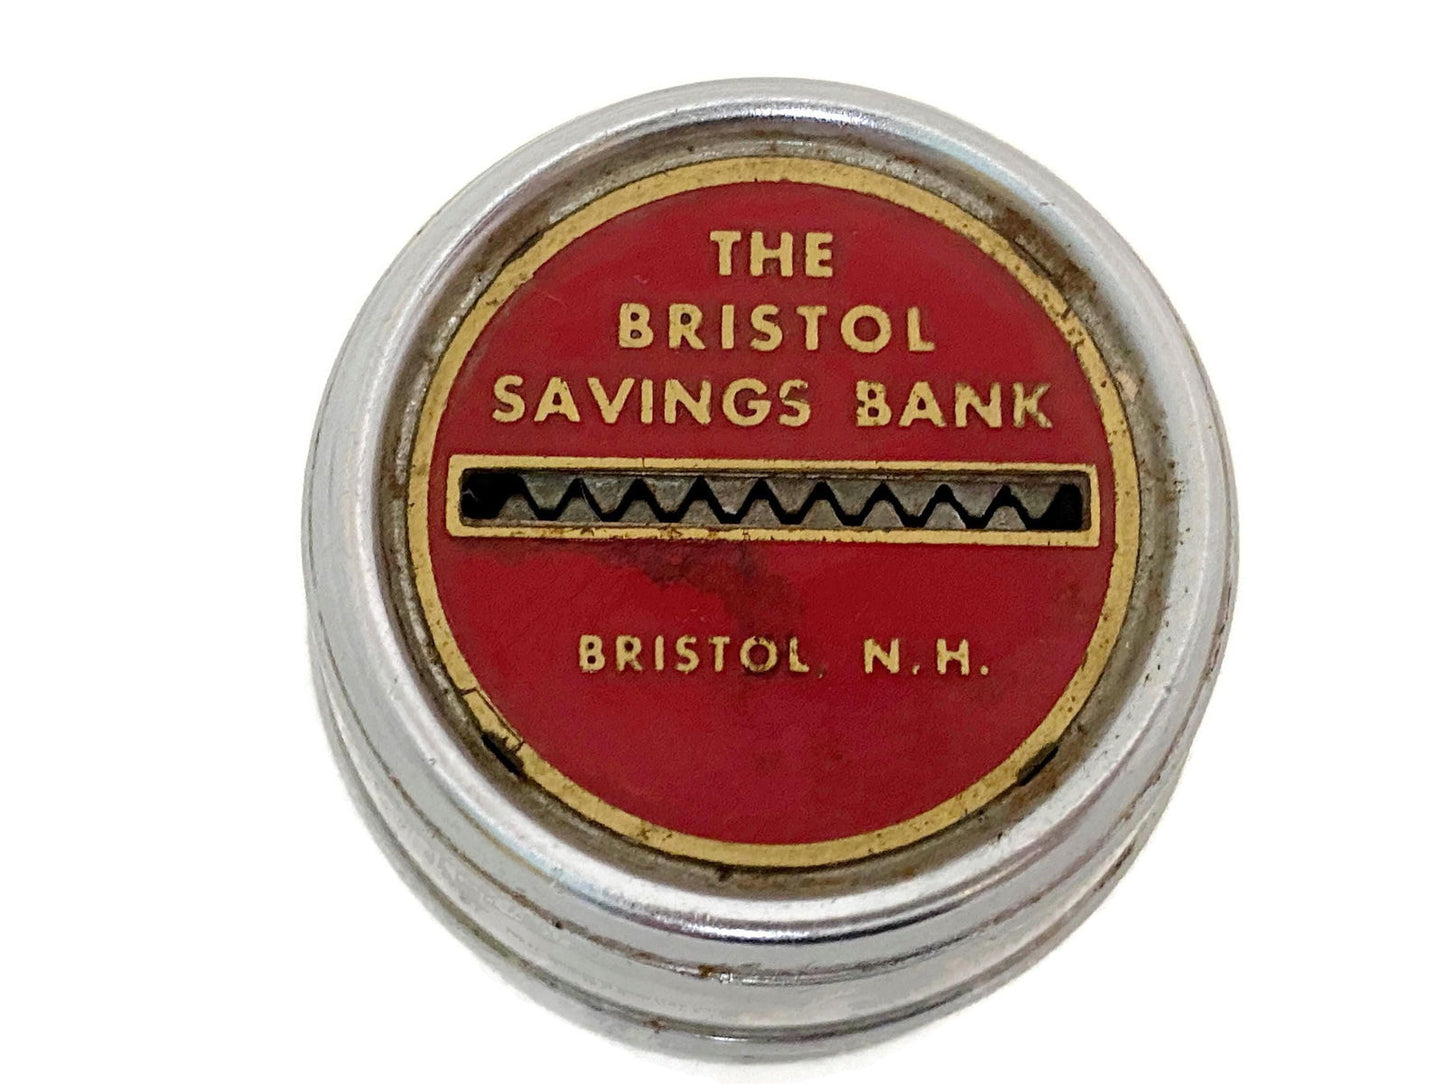 THE
BRISTOL
SAVINGS BANK
BRISTOL, N.H.